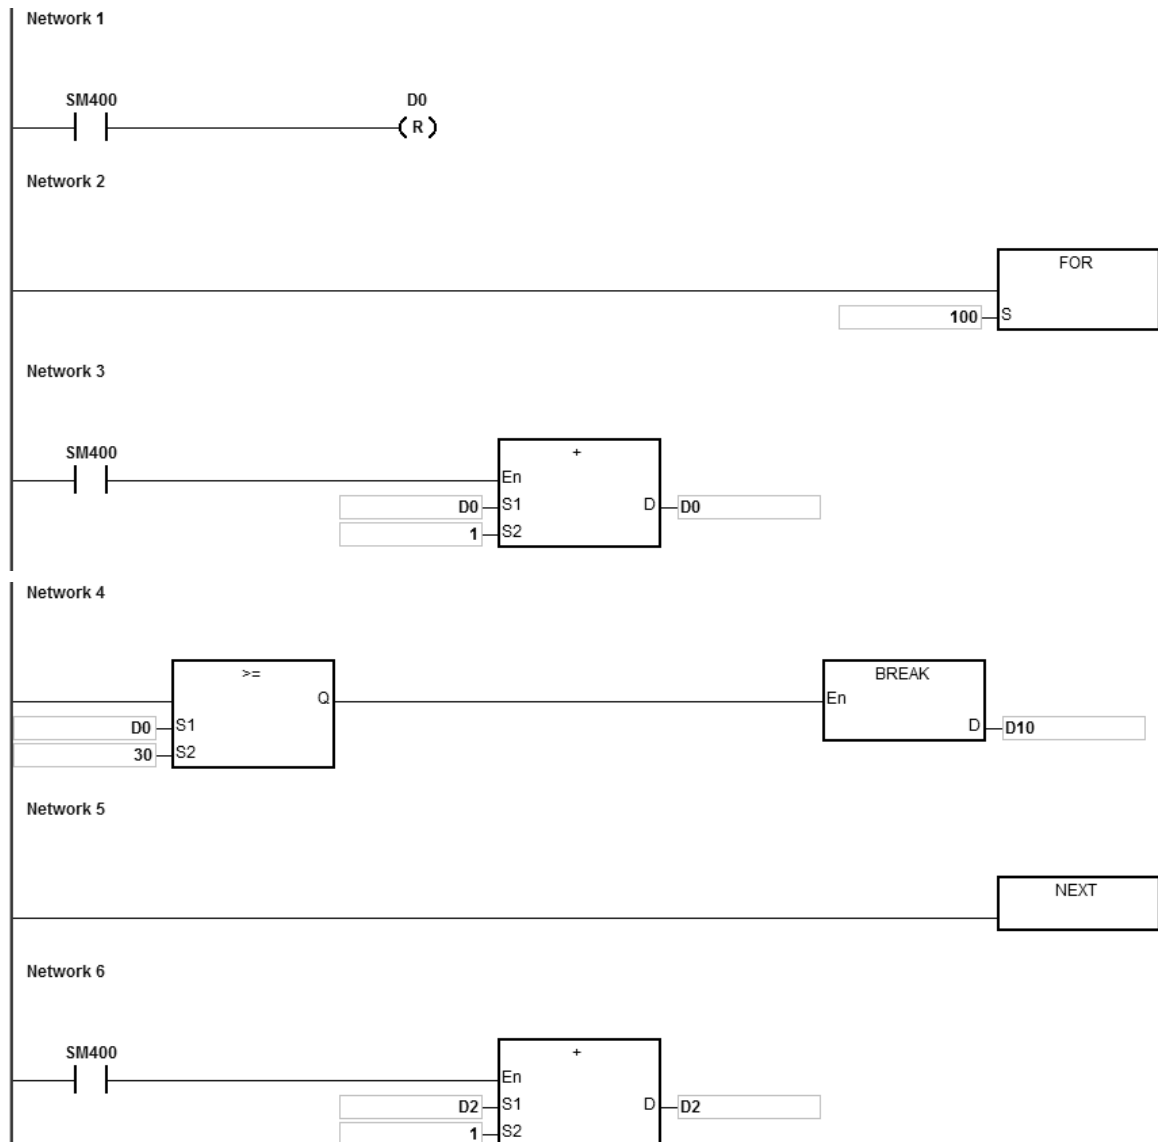 Network 1
SM400 D0
( R )
Network 2
FOR
100 S
Network 3
SM400
+
En
D0 S1 D D0
1 S2
Network 4
>=
BREAK
Q En
D0 S1 D D10
30 S2
Network 5
NEXT
Network 6
SM400
+
En
D2 S1 D D2
1 S2